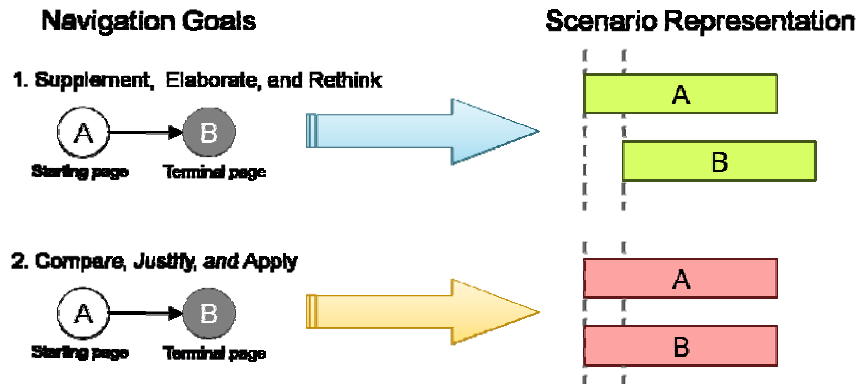 Navigation Goals
Scenario Representation
1. Supplement, Elaborate, and Rethink
A
B
Starting page
Terminal page
A
B
2. Compare, Justify, and Apply
A
B
Starting page
Terminal page
A
B